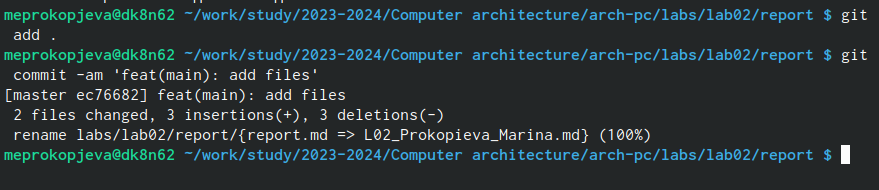 meprokopjeva@dk8n62 ~/work/study/2023-2024/Computer architecture/arch-pc/labs/lab02/report $ git
 add .
meprokopjeva@dk8n62 ~/work/study/2023-2024/Computer architecture/arch-pc/labs/lab02/report $ git
 commit -am 'feat(main): add files'
[master ec76682] feat(main): add files
 2 files changed, 3 insertions(+), 3 deletions(-)
 rename labs/lab02/report/{report.md => L02_Prokopieva_Marina.md} (100%)
meprokopjeva@dk8n62 ~/work/study/2023-2024/Computer architecture/arch-pc/labs/lab02/report $